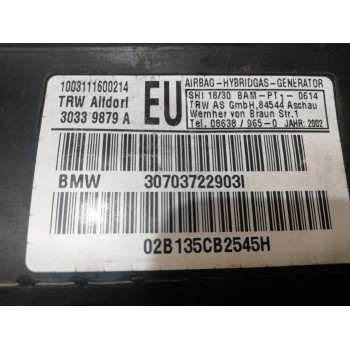 1003111600214
TRW Altdorf
3033 9879 A
EU
AIRBAG-HYBRIDGAS-GENERATOR
SHI 18/30 BAM-PT1-0614
TRW AS GmbH,84544 Aschau
Wernher von Braun Str.1
Tel. 08638 / 965-0 JAHR: 2002
BMW 30703722903I
02B135CB2545H